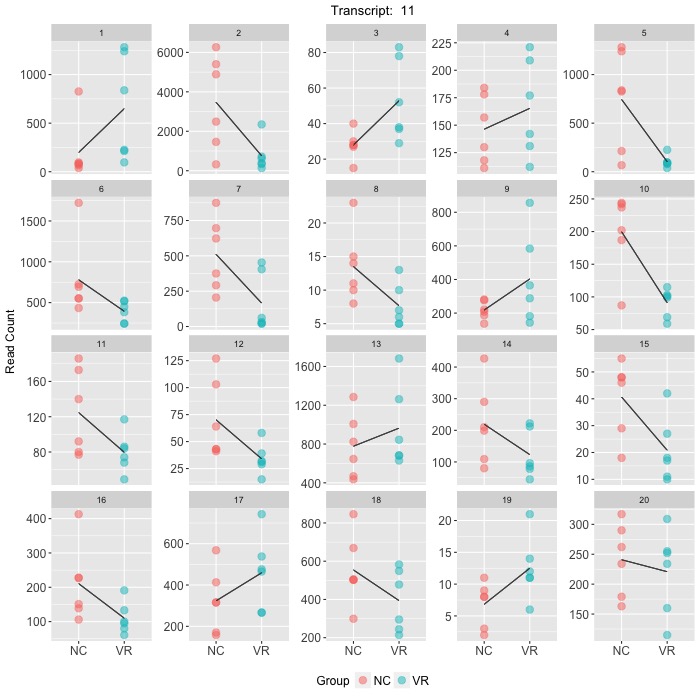 Transcript: 11
1 2 3 4 5
1000 6000 80 225 1000
200
500 4000 60 175 500
2000 40 150
0 0 20 125 0
6 7 8 9 10
1500 750 20 800 250
1000 500 15 600 200
500 250 10 400 150
0 5 200 100
50
11 12 13 14 15
160 125 1600 400 50
120 100 1200 300 40
80 75 800 200 30
50 400 100 20
25 10
16 17 18 19 20
400 600 800 20 300
300 400 600 15 250
200 200 400 10 200
100 200 5 150
NC VR NC VR NC VR NC VR NC VR
Read Count
Group NC VR